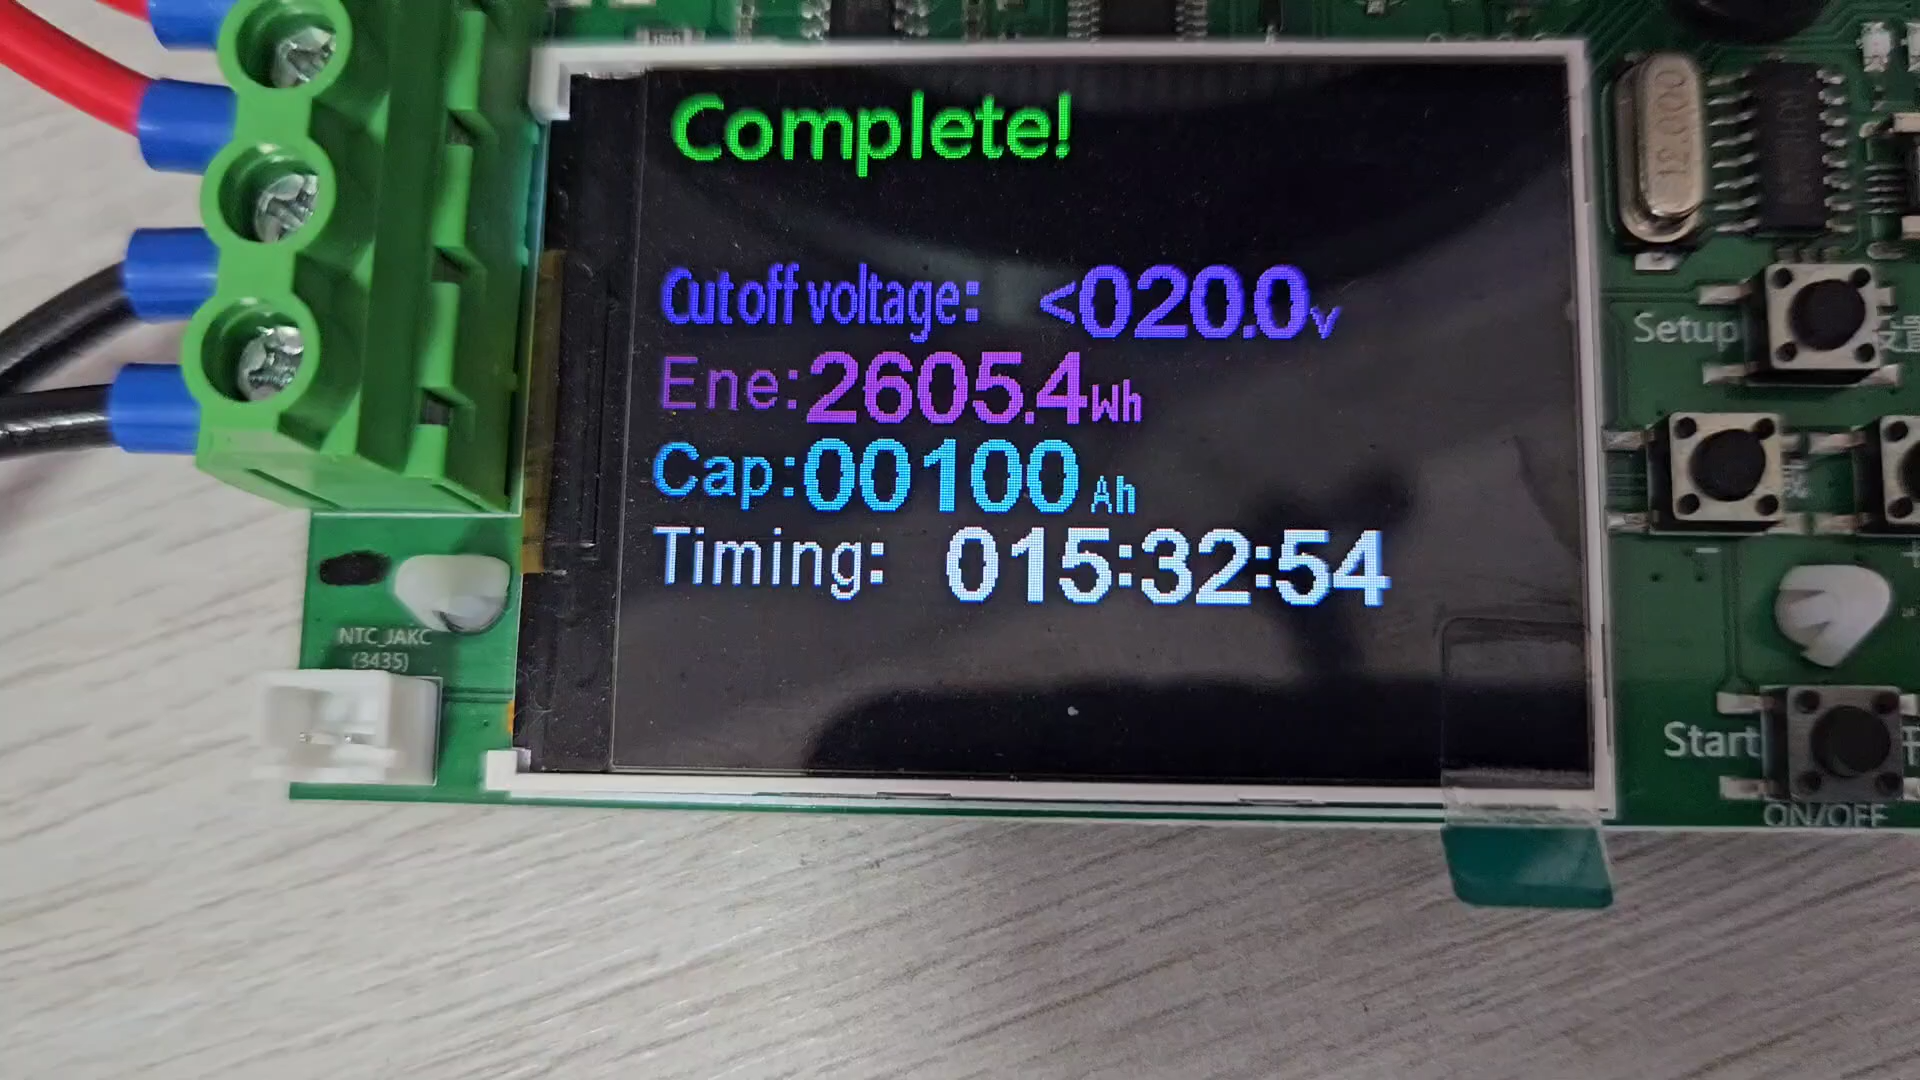 Complete!
Cutoff voltage: <020.0v
Ene:2605.4Wh
Cap:00100Ah
Timing: 015:32:54
NTC_JAKC
(3435)
12.000
Setup
-
+
Start
ON/OFF